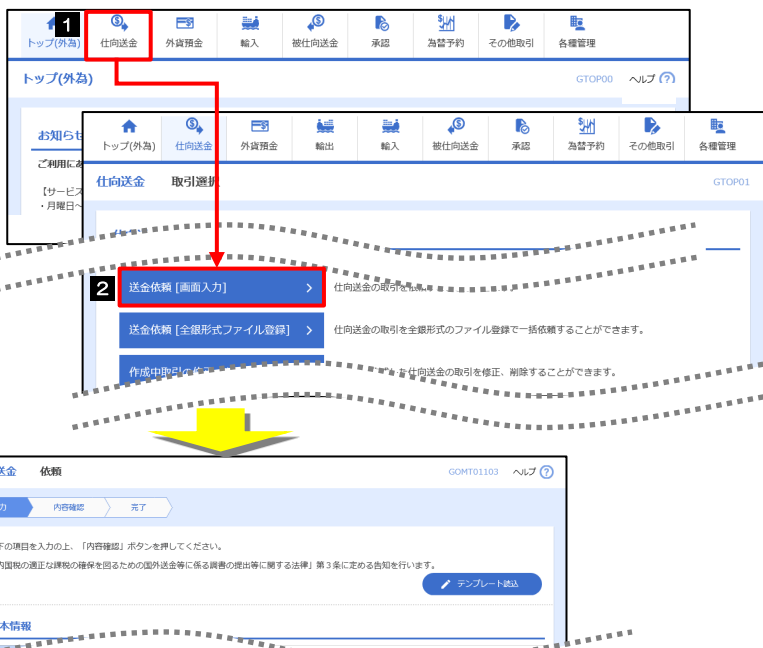 1
トップ(外為) 仕向送金 外貨預金 輸入 被仕向送金 承認 為替予約 その他取引 各種管理
トップ(外為) GTOP00 ヘルプ ?
お知らせ
ご利用にあ
【サービス
・月曜日～
トップ(外為) 仕向送金 外貨預金 輸出 輸入 被仕向送金 承認 為替予約 その他取引 各種管理
仕向送金 取引選択 GTOP01
2
送金依頼 [画面入力] 仕向送金の取引を
送金依頼 [全銀形式ファイル登録] 仕向送金の取引を全銀形式のファイル登録で一括依頼することができます。
作成中取引の修正 た仕向送金の取引を修正、削除することができます。
送金 依頼 GOMT01103 ヘルプ ?
力 内容確認 完了
下の項目を入力の上、「内容確認」ボタンを押してください。
内国税の適正な課税の確保を図るための国外送金等に係る調書の提出等に関する法律」第3条に定める告知を行います。
テンプレート読込
本情報